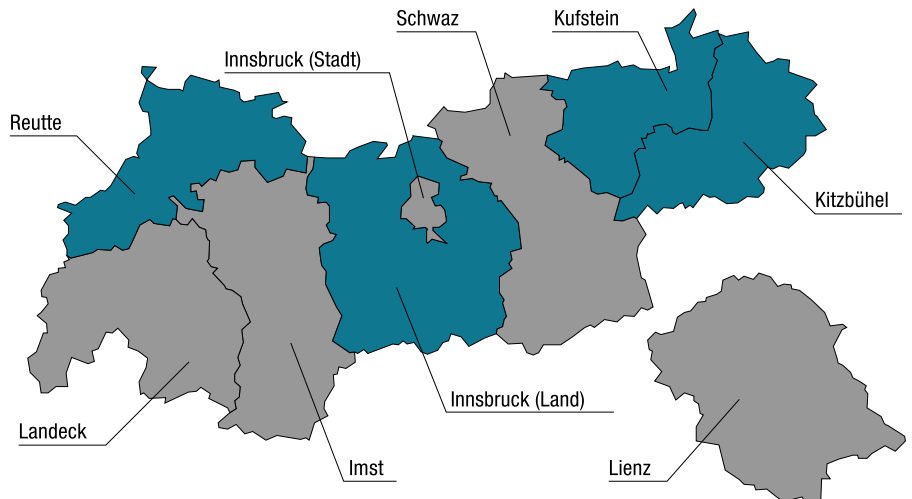 Schwaz
Kufstein
Innsbruck (Stadt)
Reutte
Kitzbühel
Innsbruck (Land)
Landeck
Imst
Lienz